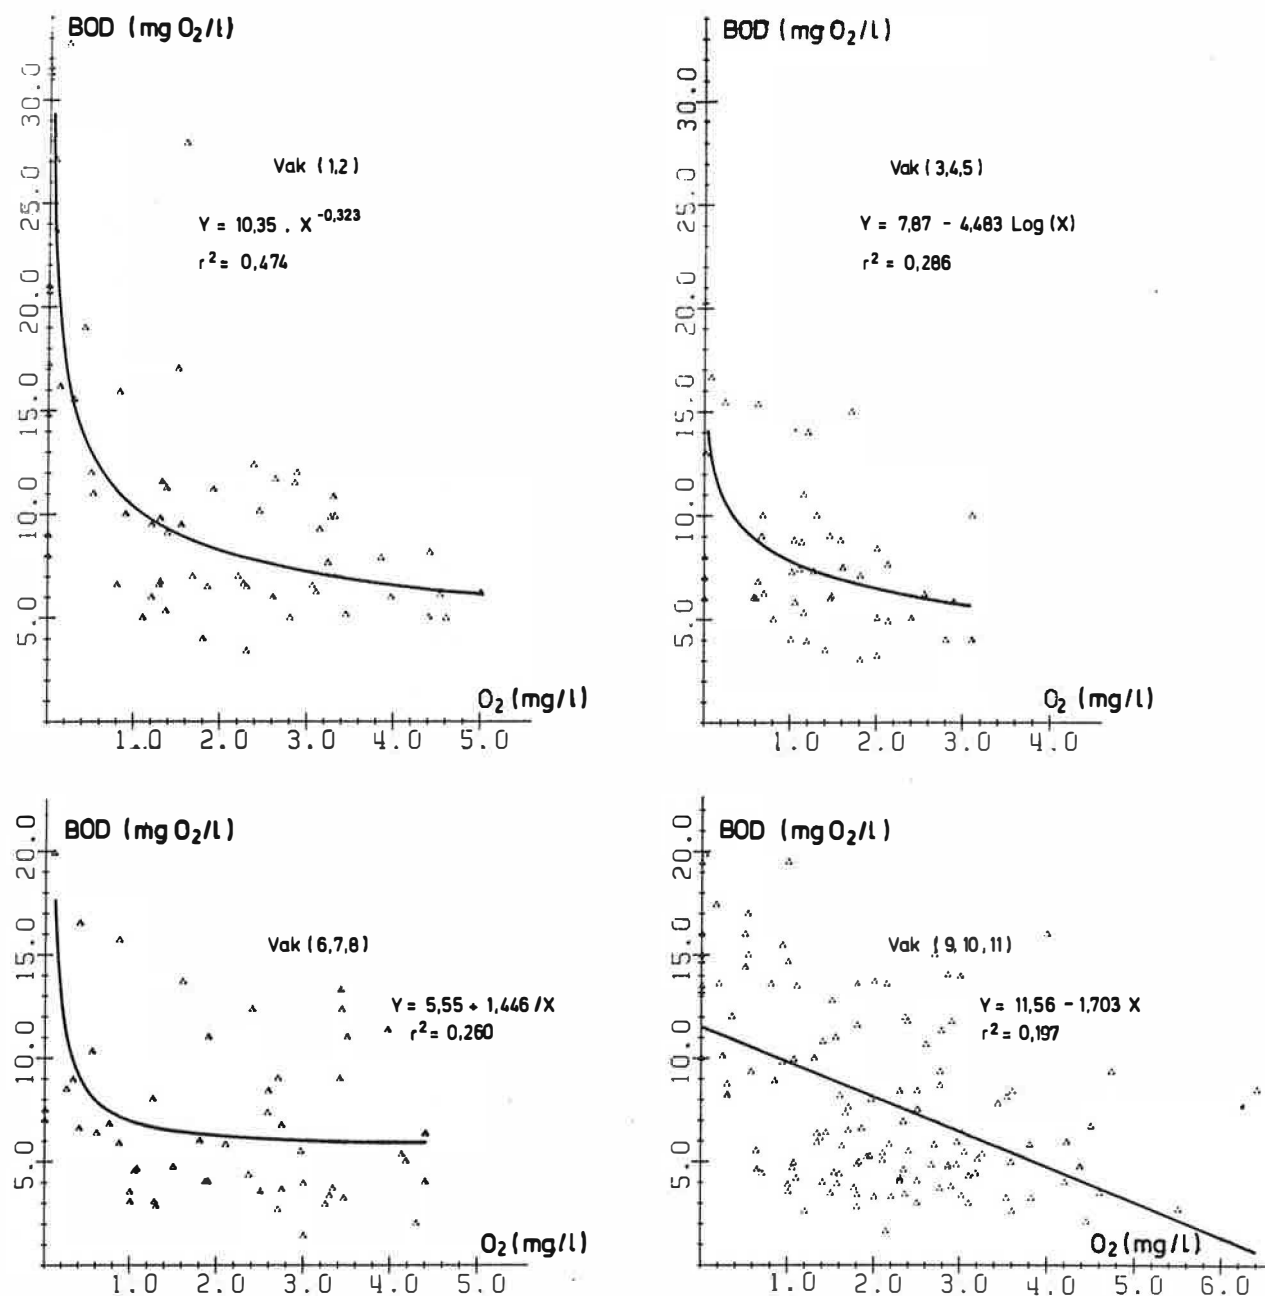 BOD (mg O₂/l)
30.0
25.0
20.0
15.0
10.0
5.0
Vak (1,2)
Y = 10,35 . X^-0,323
r² = 0,474
O₂ (mg/l)
1.0 2.0 3.0 4.0 5.0
BOD (mg O₂/l)
30.0
25.0
20.0
15.0
10.0
5.0
Vak (3,4,5)
Y = 7,87 - 4,483 Log (X)
r² = 0,286
O₂ (mg/l)
1.0 2.0 3.0 4.0
BOD (mg O₂/l)
20.0
15.0
10.0
5.0
Vak (6,7,8)
Y = 5,55 + 1,446 /X
r² = 0,260
O₂ (mg/l)
1.0 2.0 3.0 4.0 5.0
BOD (mg O₂/l)
20.0
15.0
10.0
5.0
Vak (9,10,11)
Y = 11,56 - 1,703 X
r² = 0,197
O₂ (mg/l)
1.0 2.0 3.0 4.0 5.0 6.0